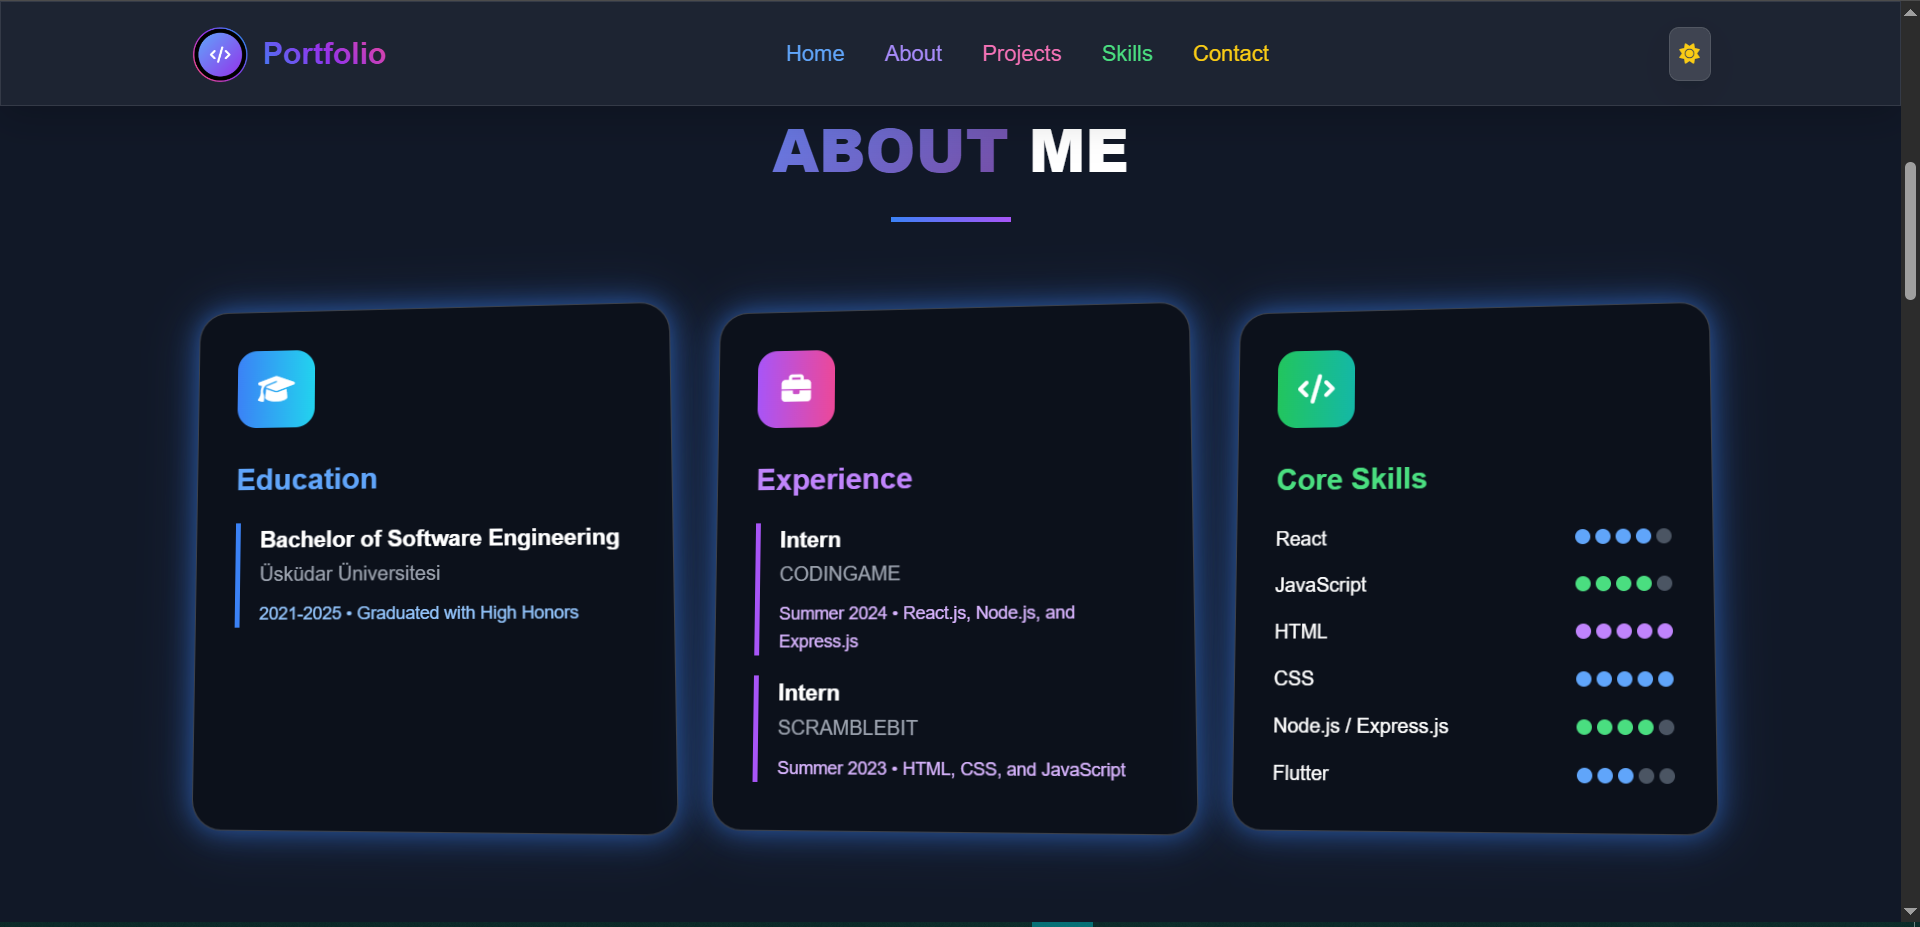 </> Portfolio
Home About Projects Skills Contact
ABOUT ME
Education
Bachelor of Software Engineering
Üsküdar Üniversitesi
2021-2025 • Graduated with High Honors
Experience
Intern
CODINGAME
Summer 2024 • React.js, Node.js, and
Express.js
Intern
SCRAMBLEBIT
Summer 2023 • HTML, CSS, and JavaScript
</>
Core Skills
React
JavaScript
HTML
CSS
Node.js / Express.js
Flutter